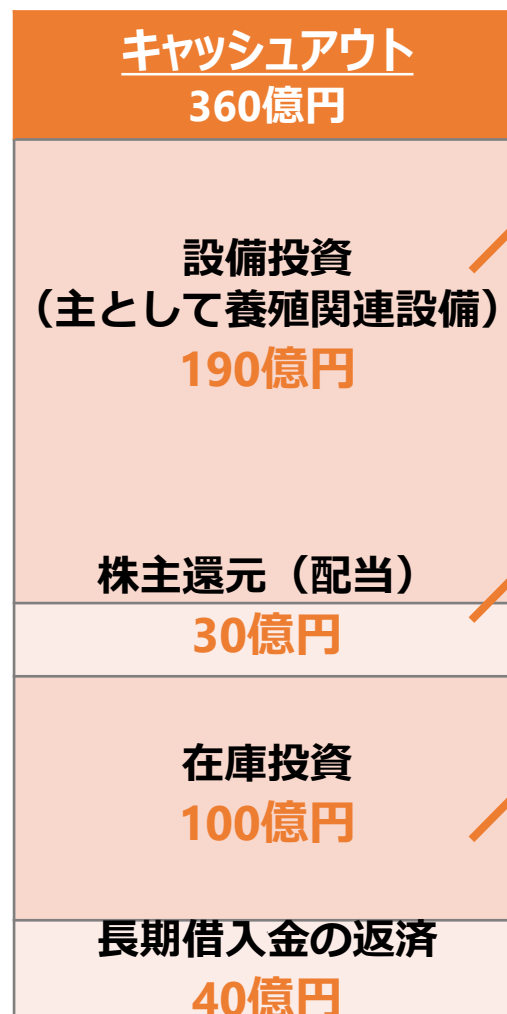 キャッシュアウト
360億円
設備投資
（主として養殖関連設備）
190億円
株主還元（配当）
30億円
在庫投資
100億円
長期借入金の返済
40億円